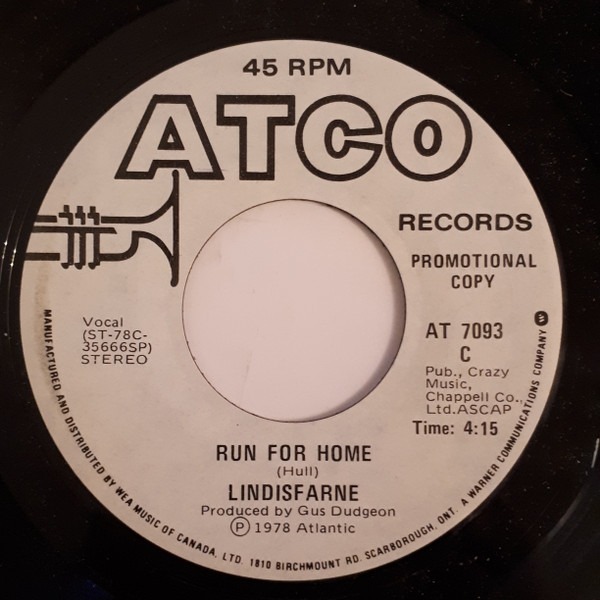 45 RPM
ATCO
RECORDS
PROMOTIONAL
COPY
Vocal
(ST-78C-
35666SP)
STEREO
AT 7093
C
Pub., Crazy
Music,
Chappell Co.,
Ltd.ASCAP
Time: 4:15
RUN FOR HOME
(Hull)
LINDISFARNE
Produced by Gus Dudgeon
Ⓟ 1978 Atlantic
MANUFACTURED AND DISTRIBUTED BY WEA MUSIC OF CANADA, LTD. 1810 BIRCHMOUNT RD. SCARBOROUGH, ONT. A WARNER COMMUNICATIONS COMPANY W